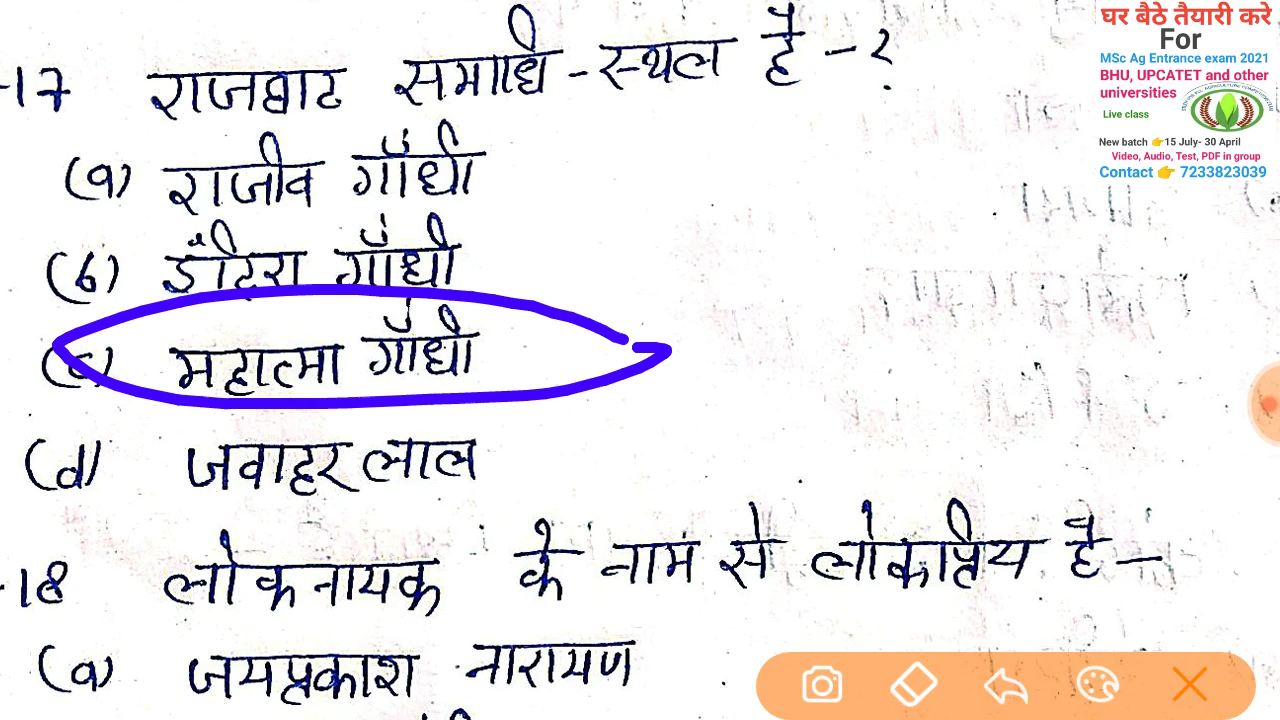 -17 राजघाट समाधि - स्थल है - ?
(a) राजीव गाँधी
(b) इंदिरा गाँधी
(c) महात्मा गाँधी
(d) जवाहरलाल
-18 लोकनायक के नाम से लोकप्रिय है -
(a) जयप्रकाश नारायण
घर बैठे तैयारी करे
For
MSc Ag Entrance exam 2021
BHU, UPCATET and other
universities
Live class
New batch 👉15 July- 30 April
Video, Audio, Test, PDF in group
Contact 👉 7233823039